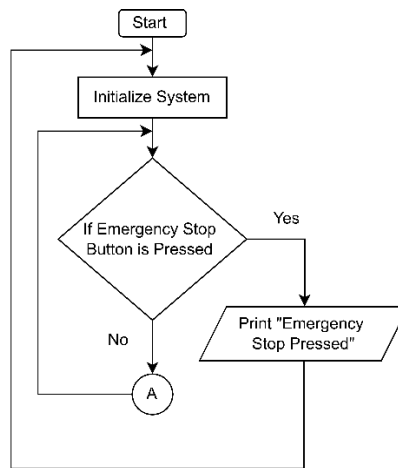 Start
Initialize System
If Emergency Stop
Button is Pressed
Yes
Print "Emergency
Stop Pressed"
No
A